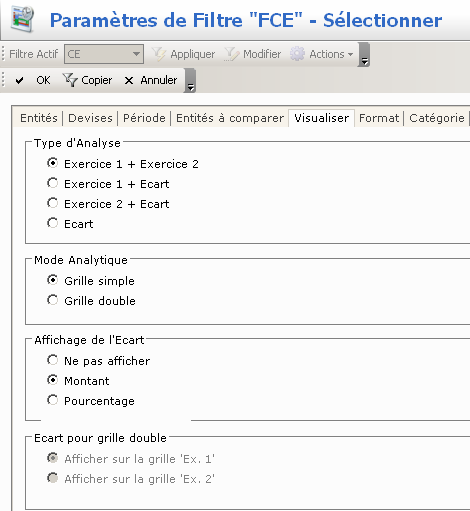 Paramètres de Filtre "FCE" - Sélectionner
Filtre Actif CE Appliquer Modifier Actions
OK Copier Annuler
Entités Devises Période Entités à comparer Visualiser Format Catégorie
Type d'Analyse
Exercice 1 + Exercice 2
Exercice 1 + Ecart
Exercice 2 + Ecart
Ecart
Mode Analytique
Grille simple
Grille double
Affichage de l'Ecart
Ne pas afficher
Montant
Pourcentage
Ecart pour grille double
Afficher sur la grille 'Ex. 1'
Afficher sur la grille 'Ex. 2'